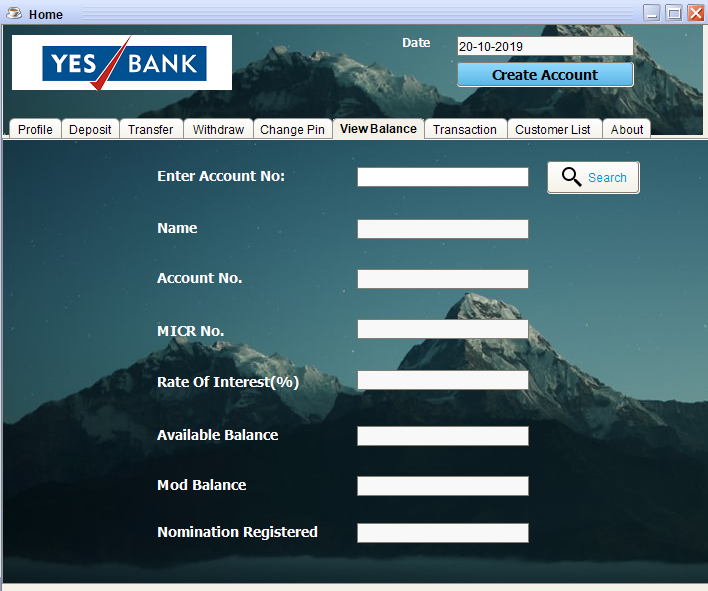 Home
YES BANK
Date
20-10-2019
Create Account
Profile
Deposit
Transfer
Withdraw
Change Pin
View Balance
Transaction
Customer List
About
Enter Account No:
Search
Name
Account No.
MICR No.
Rate Of Interest(%)
Available Balance
Mod Balance
Nomination Registered